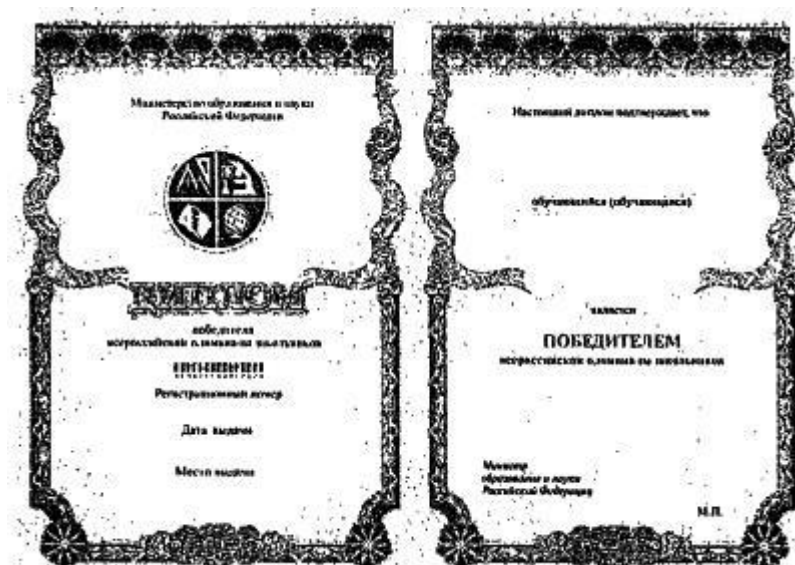 Министерство образования и науки
Российской Федерации
ДИПЛОМ
победителя
всероссийской олимпиады школьников
Регистрационный номер
Дата выдачи
Место выдачи
Настоящий диплом подтверждает, что
обучающийся (обучающаяся)
является
ПОБЕДИТЕЛЕМ
всероссийской олимпиады школьников
Министр
образования и науки
Российской Федерации
М.П.